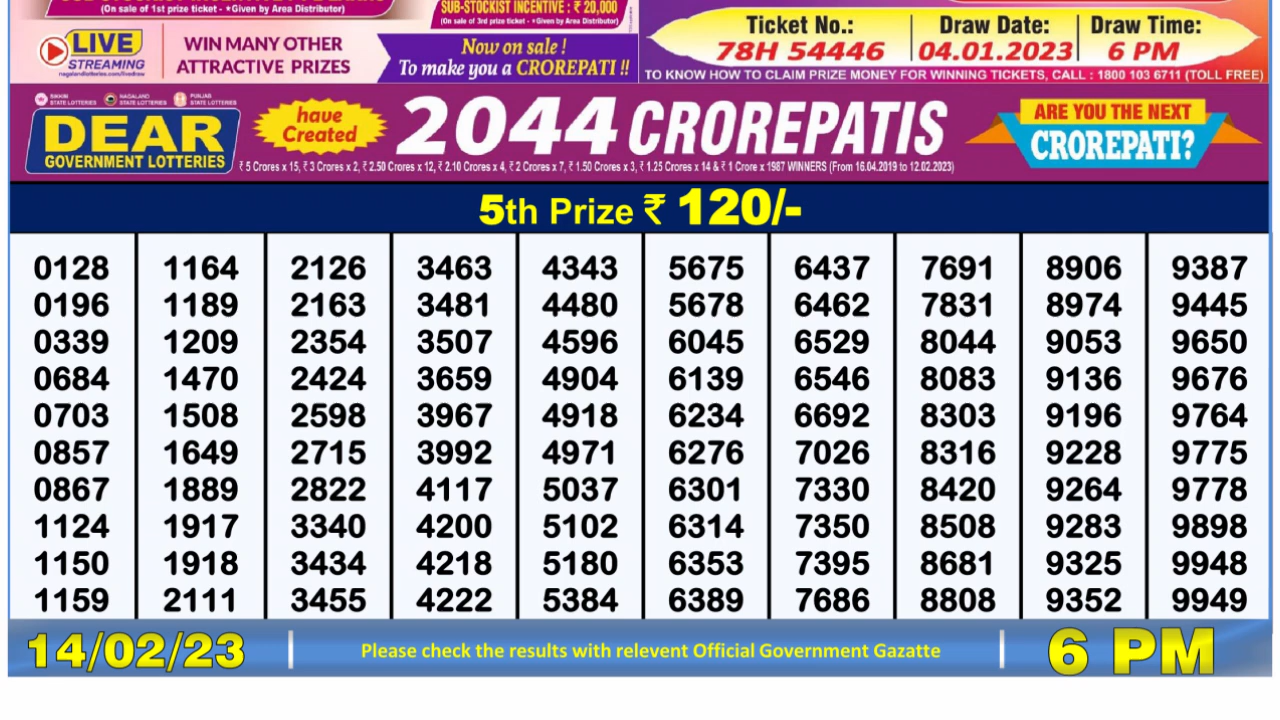 (On sale of 1st prize ticket - *Given by Area Distributor)
SUB-STOCKIST INCENTIVE : ₹ 20,000
(On sale of 3rd prize ticket - *Given by Area Distributor)
LIVE
STREAMING
nagalandlotteries.com/livedraw
WIN MANY OTHER
ATTRACTIVE PRIZES
Now on sale !
To make you a CROREPATI !!
Ticket No.:
78H 54446
Draw Date:
04.01.2023
Draw Time:
6 PM
TO KNOW HOW TO CLAIM PRIZE MONEY FOR WINNING TICKETS, CALL : 1800 103 6711 (TOLL FREE)
SIKKIM STATE LOTTERIES
NAGALAND STATE LOTTERIES
PUNJAB STATE LOTTERIES
DEAR
GOVERNMENT LOTTERIES
have
Created
2044 CROREPATIS
ARE YOU THE NEXT
CROREPATI?
₹ 5 Crores x 15, ₹ 3 Crores x 2, ₹ 2.50 Crores x 12, ₹ 2.10 Crores x 4, ₹ 2 Crores x 7, ₹ 1.50 Crores x 3, ₹ 1.25 Crores x 14 & ₹ 1 Crore x 1987 WINNERS (From 16.04.2019 to 12.02.2023)
5th Prize ₹ 120/-
0128 1164 2126 3463 4343 5675 6437 7691 8906 9387
0196 1189 2163 3481 4480 5678 6462 7831 8974 9445
0339 1209 2354 3507 4596 6045 6529 8044 9053 9650
0684 1470 2424 3659 4904 6139 6546 8083 9136 9676
0703 1508 2598 3967 4918 6234 6692 8303 9196 9764
0857 1649 2715 3992 4971 6276 7026 8316 9228 9775
0867 1889 2822 4117 5037 6301 7330 8420 9264 9778
1124 1917 3340 4200 5102 6314 7350 8508 9283 9898
1150 1918 3434 4218 5180 6353 7395 8681 9325 9948
1159 2111 3455 4222 5384 6389 7686 8808 9352 9949
14/02/23
Please check the results with relevent Official Government Gazatte
6 PM